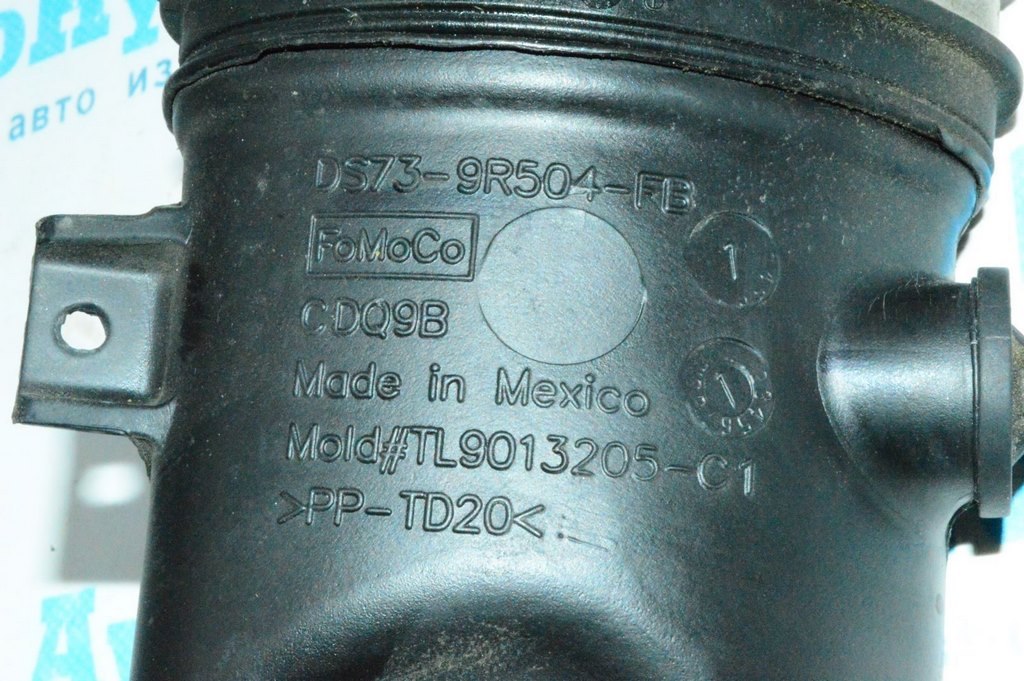 авто из
DS73-9R504-FB
FoMoCo
1
CDQ9B
Made in Mexico
Mold#TL9013205-C1
>PP-TD20<